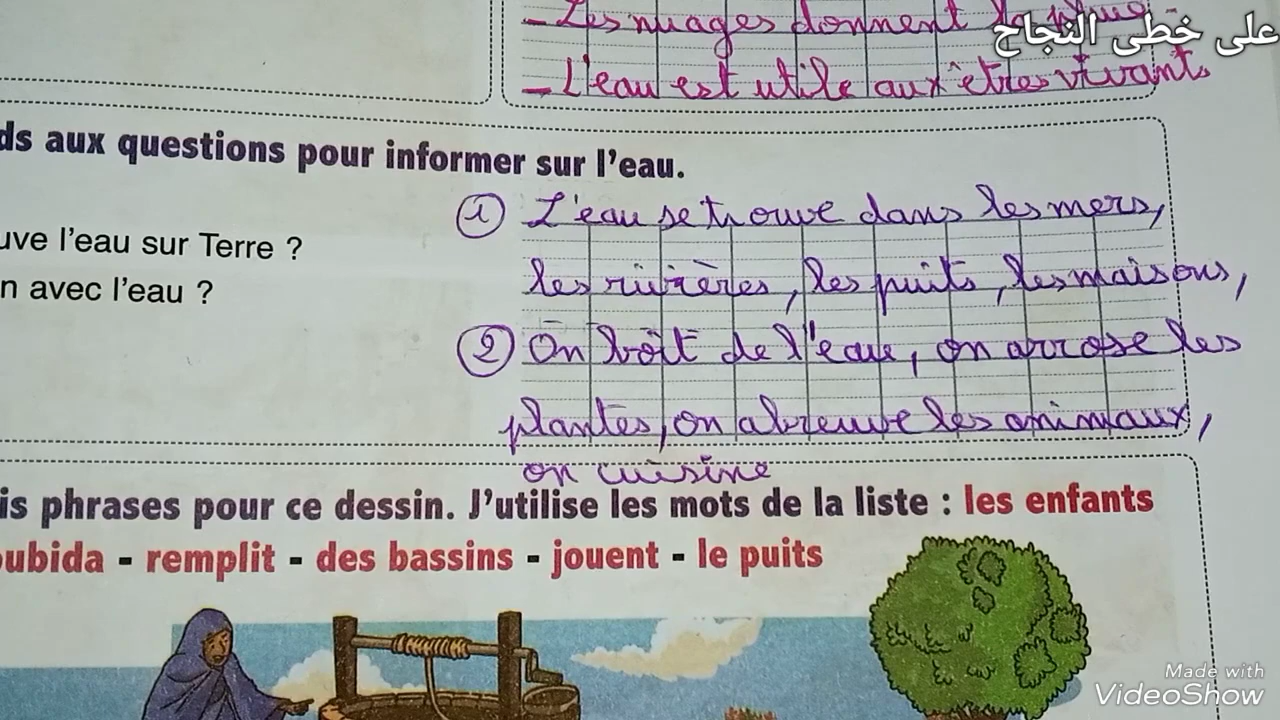 - Les nuages donnent la pluie.
على خطى النجاح
- L'eau est utile aux êtres vivants
ds aux questions pour informer sur l'eau.
① L'eau se trouve dans les mers,
uve l'eau sur Terre ?
les rivières, les puits, les maisons,
n avec l'eau ?
② On boit de l'eau, on arrose les
plantes, on abreuve les animaux,
on cuisine
is phrases pour ce dessin. J'utilise les mots de la liste : les enfants
oubida - remplit - des bassins - jouent - le puits
Made with
VideoShow